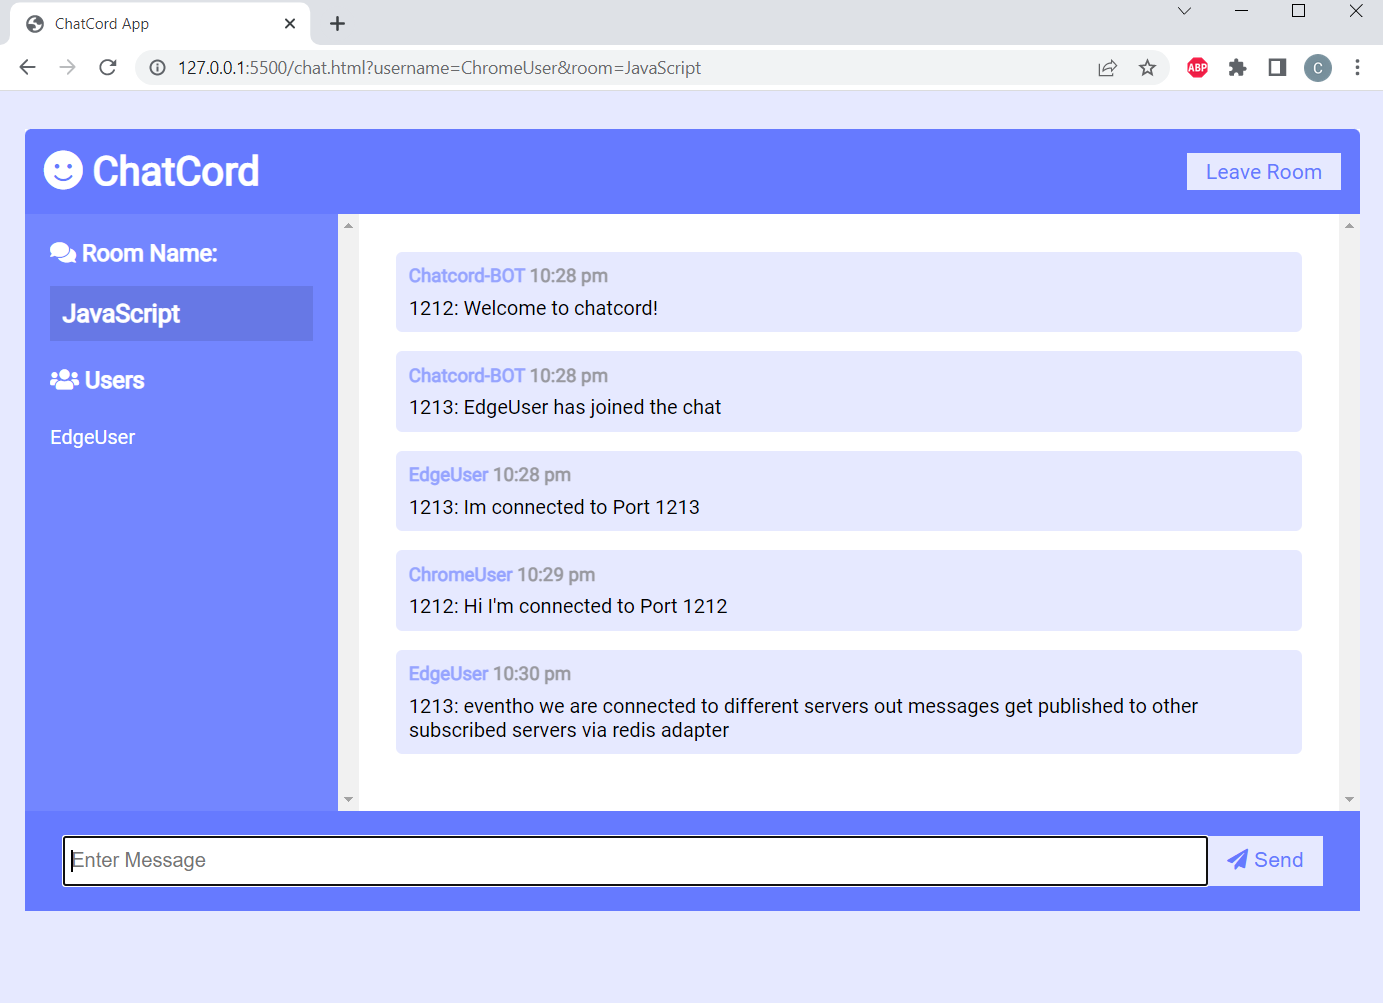 ChatCord App
127.0.0.1:5500/chat.html?username=ChromeUser&room=JavaScript
ABP
C
ChatCord
Leave Room
Room Name:
JavaScript
Users
EdgeUser
Chatcord-BOT 10:28 pm
1212: Welcome to chatcord!
Chatcord-BOT 10:28 pm
1213: EdgeUser has joined the chat
EdgeUser 10:28 pm
1213: Im connected to Port 1213
ChromeUser 10:29 pm
1212: Hi I'm connected to Port 1212
EdgeUser 10:30 pm
1213: eventho we are connected to different servers out messages get published to other
subscribed servers via redis adapter
Enter Message
Send